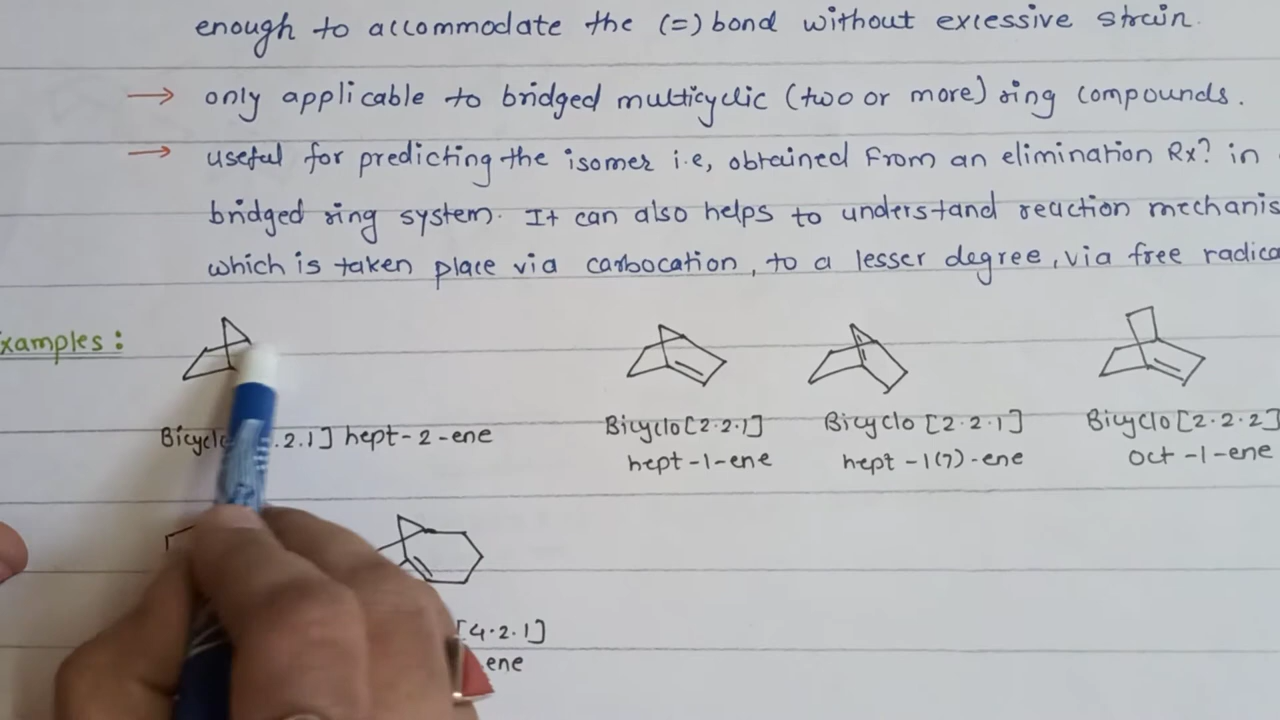 enough to accommodate the (=) bond without excessive strain.
→ only applicable to bridged multicyclic (two or more) ring compounds.
→ useful for predicting the isomer i.e, obtained From an elimination Rxⁿ in
bridged ring system. It can also helps to understand reaction mechanis
which is taken place via carbocation, to a lesser degree, via free radica
xamples:
Bicyclo .2.1] hept-2-ene
Bicyclo[2.2.1]
hept-1-ene
Bicyclo [2.2.1]
hept-1(7)-ene
Bicyclo[2.2.2]
oct-1-ene
[4.2.1]
ene